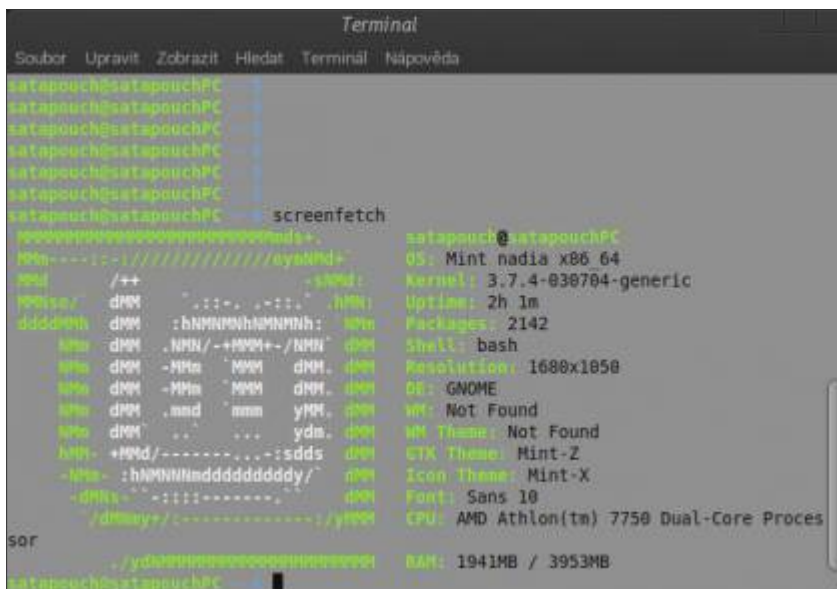 Terminal
Soubor Upravit Zobrazit Hledat Terminál Nápověda
satapouch@satapouchPC
satapouch@satapouchPC
satapouch@satapouchPC
satapouch@satapouchPC
satapouch@satapouchPC
satapouch@satapouchPC
satapouch@satapouchPC screenfetch
satapouch@satapouchPC
OS: Mint nadia x86_64
Kernel: 3.7.4-030704-generic
Uptime: 2h 1m
Packages: 2142
Shell: bash
Resolution: 1680x1050
DE: GNOME
WM: Not Found
WM Theme: Not Found
GTK Theme: Mint-Z
Icon Theme: Mint-X
Font: Sans 10
CPU: AMD Athlon(tm) 7750 Dual-Core Proces
sor
RAM: 1941MB / 3953MB
satapouch@satapouchPC